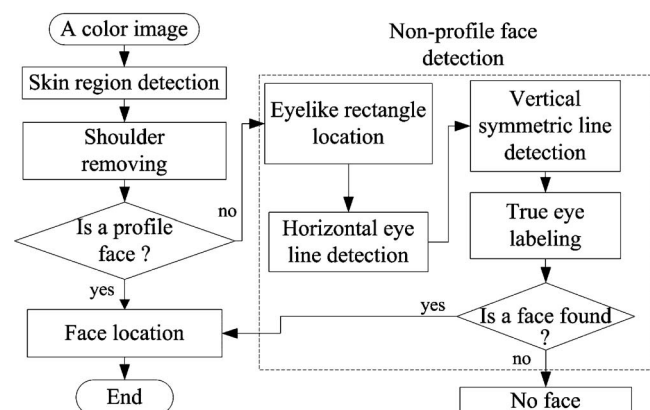 A color image
Skin region detection
Shoulder
removing
Is a profile
face ?
no
yes
Face location
End
Non-profile face
detection
Eyelike rectangle
location
Horizontal eye
line detection
Vertical
symmetric line
detection
True eye
labeling
Is a face found
?
yes
no
No face